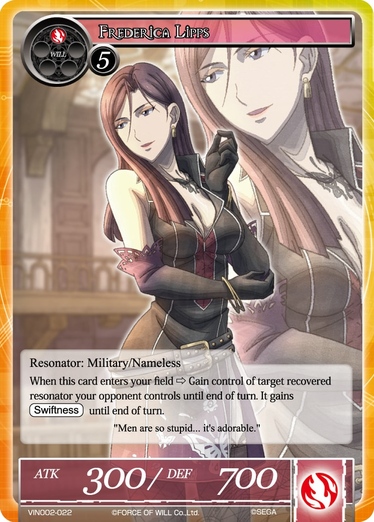 Frederica Lipps
WILL
5
Resonator: Military/Nameless
When this card enters your field ⇨ Gain control of target recovered
resonator your opponent controls until end of turn. It gains
Swiftness until end of turn.
"Men are so stupid... it's adorable."
ATK 300 / DEF 700
VIN002-022 ©FORCE OF WILL Co.,Ltd. ©SEGA